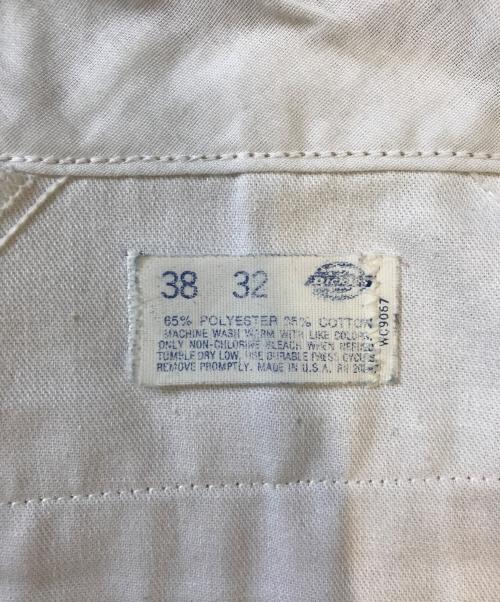 38 32
Dickies
65% POLYESTER 35% COTTON
MACHINE WASH WARM WITH LIKE COLORS.
ONLY NON-CHLORINE BLEACH WHEN NEEDED
TUMBLE DRY LOW, USE DURABLE PRESS CYCLE
REMOVE PROMPTLY. MADE IN U.S.A. RN
WC9067